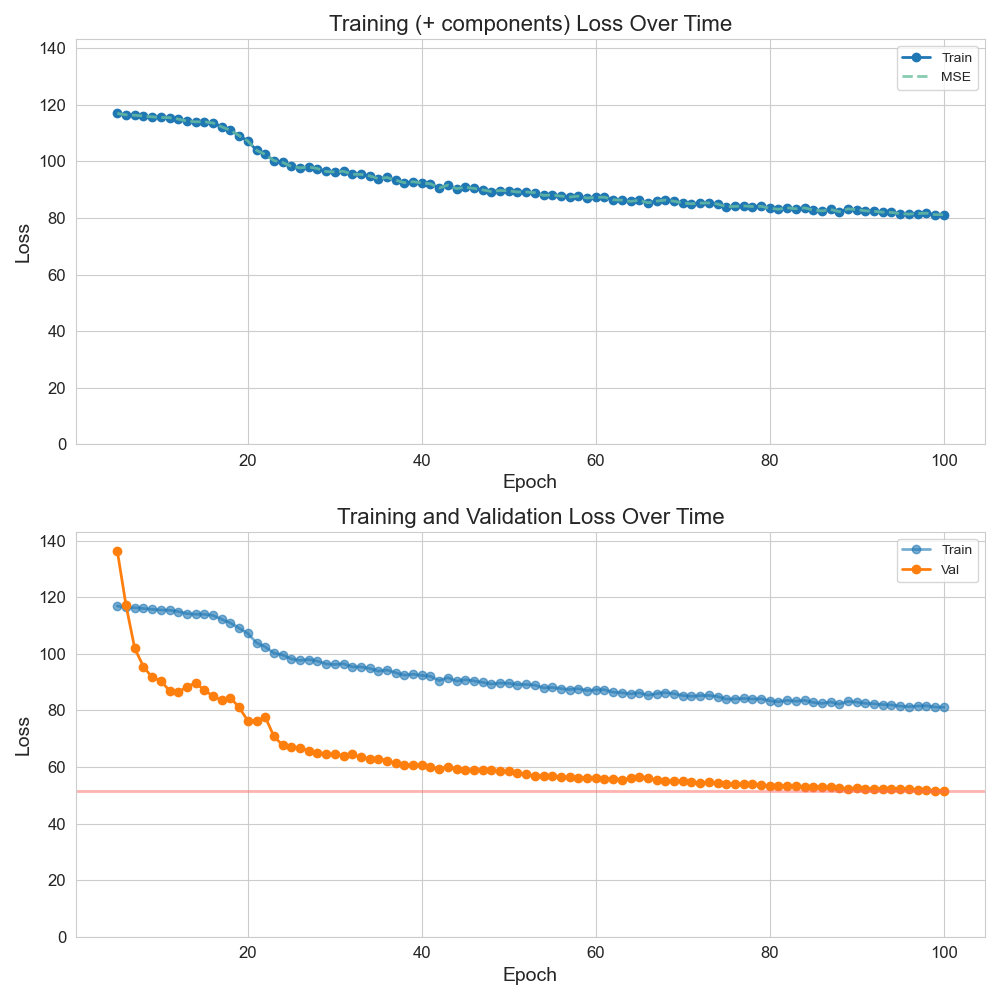 Training (+ components) Loss Over Time
140
120
100
80
60
40
20
0
Loss
Train
MSE
20 40 60 80 100
Epoch
Training and Validation Loss Over Time
140
120
100
80
60
40
20
0
Loss
Train
Val
20 40 60 80 100
Epoch